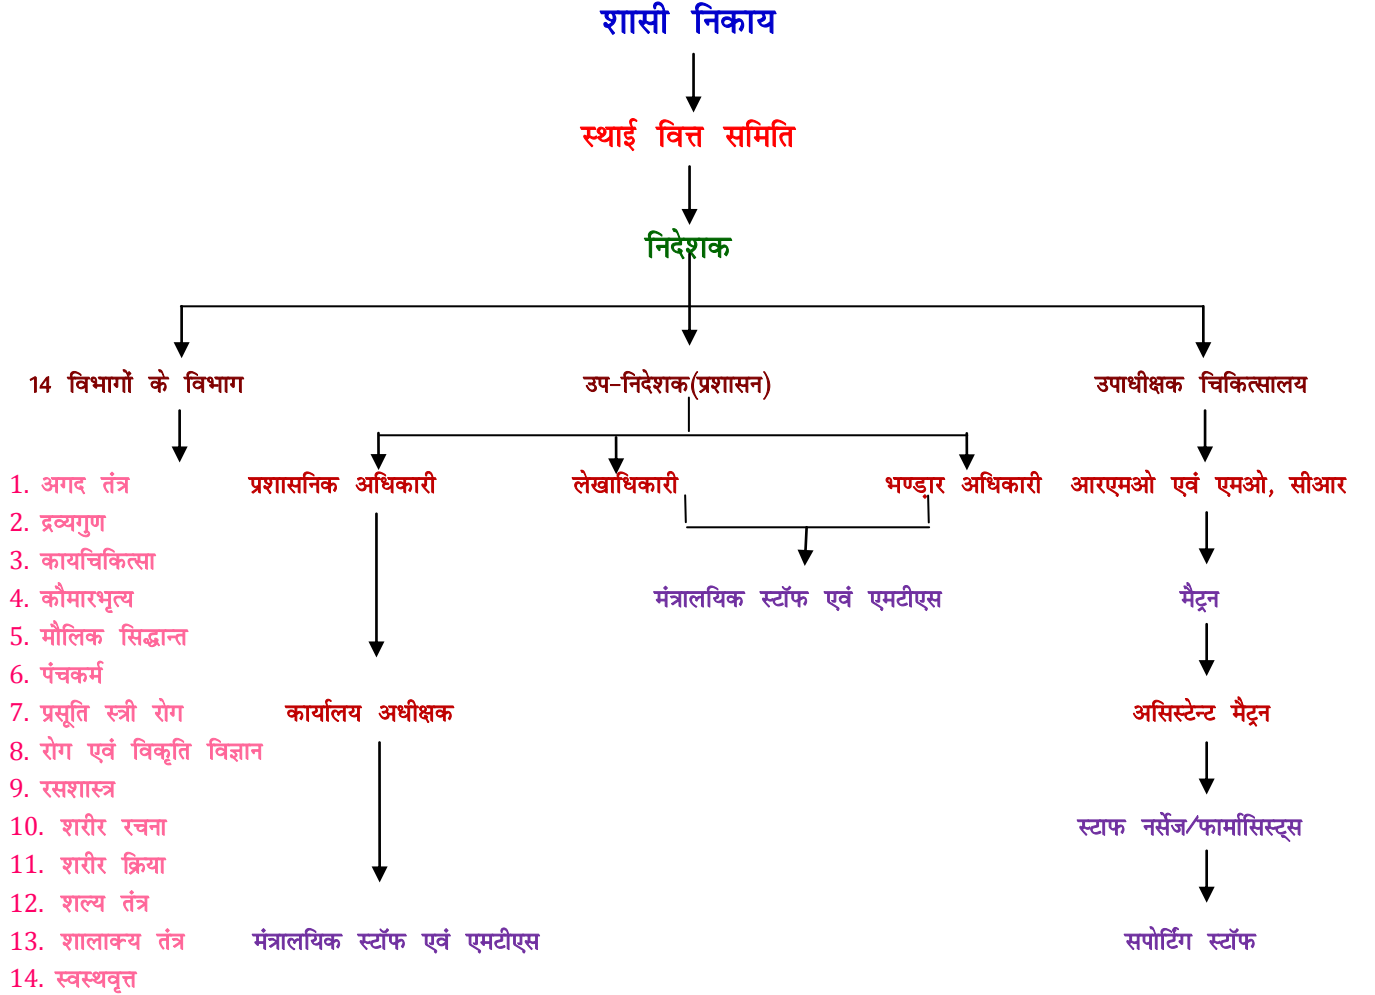 शासी निकाय
स्थाई वित्त समिति
निदेशक
14 विभागों के विभाग
उप-निदेशक(प्रशासन)
उपाधीक्षक चिकित्सालय
1. अगद तंत्र
प्रशासनिक अधिकारी
लेखाधिकारी
भण्ड़ार अधिकारी
आरएमओ एवं एमओ, सीआर
2. द्रव्यगुण
3. कायचिकित्सा
4. कौमारभृत्य
मंत्रालयिक स्टॉफ एवं एमटीएस
मैट्रन
5. मौलिक सिद्धान्त
6. पंचकर्म
7. प्रसूति स्त्री रोग
कार्यालय अधीक्षक
असिस्टेन्ट मैट्रन
8. रोग एवं विकृति विज्ञान
9. रसशास्त्र
10. शरीर रचना
स्टाफ नर्सेज/फार्मासिस्ट्स
11. शरीर क्रिया
12. शल्य तंत्र
13. शालाक्य तंत्र
मंत्रालयिक स्टॉफ एवं एमटीएस
सपोर्टिंग स्टॉफ
14. स्वस्थवृत्त